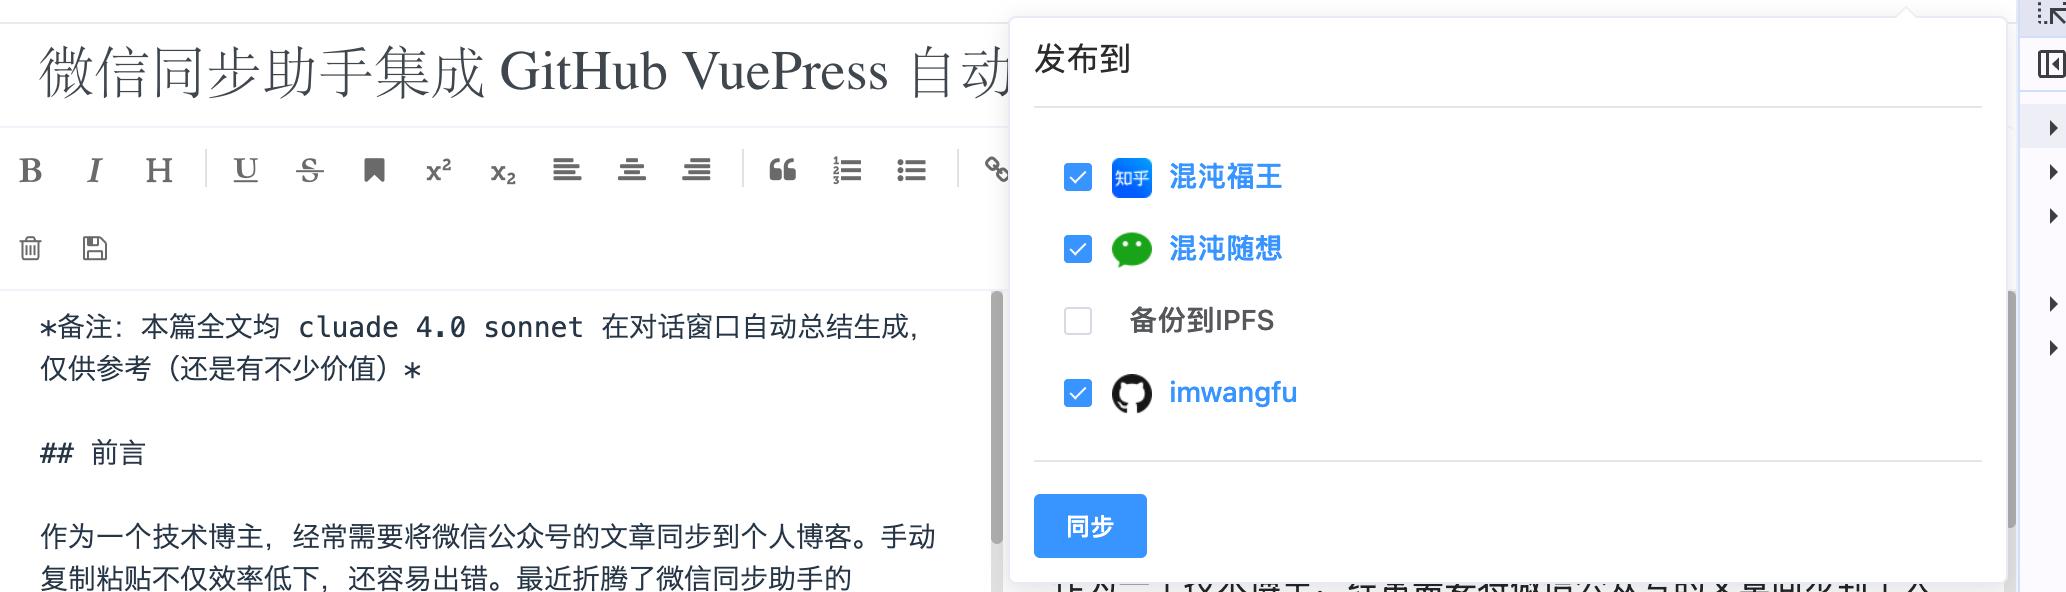 微信同步助手集成 GitHub VuePress 自动
B I H U S x² x₂
*备注：本篇全文均 cluade 4.0 sonnet 在对话窗口自动总结生成，
仅供参考（还是有不少价值）*
## 前言
作为一个技术博主，经常需要将微信公众号的文章同步到个人博客。手动
复制粘贴不仅效率低下，还容易出错。最近折腾了微信同步助手的
发布到
知乎 混沌福王
混沌随想
备份到IPFS
imwangfu
同步